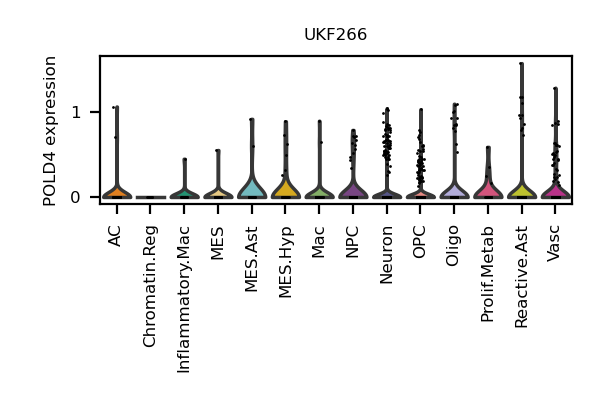 UKF266
POLD4 expression
1
0
AC
Chromatin.Reg
Inflammatory.Mac
MES
MES.Ast
MES.Hyp
Mac
NPC
Neuron
OPC
Oligo
Prolif.Metab
Reactive.Ast
Vasc